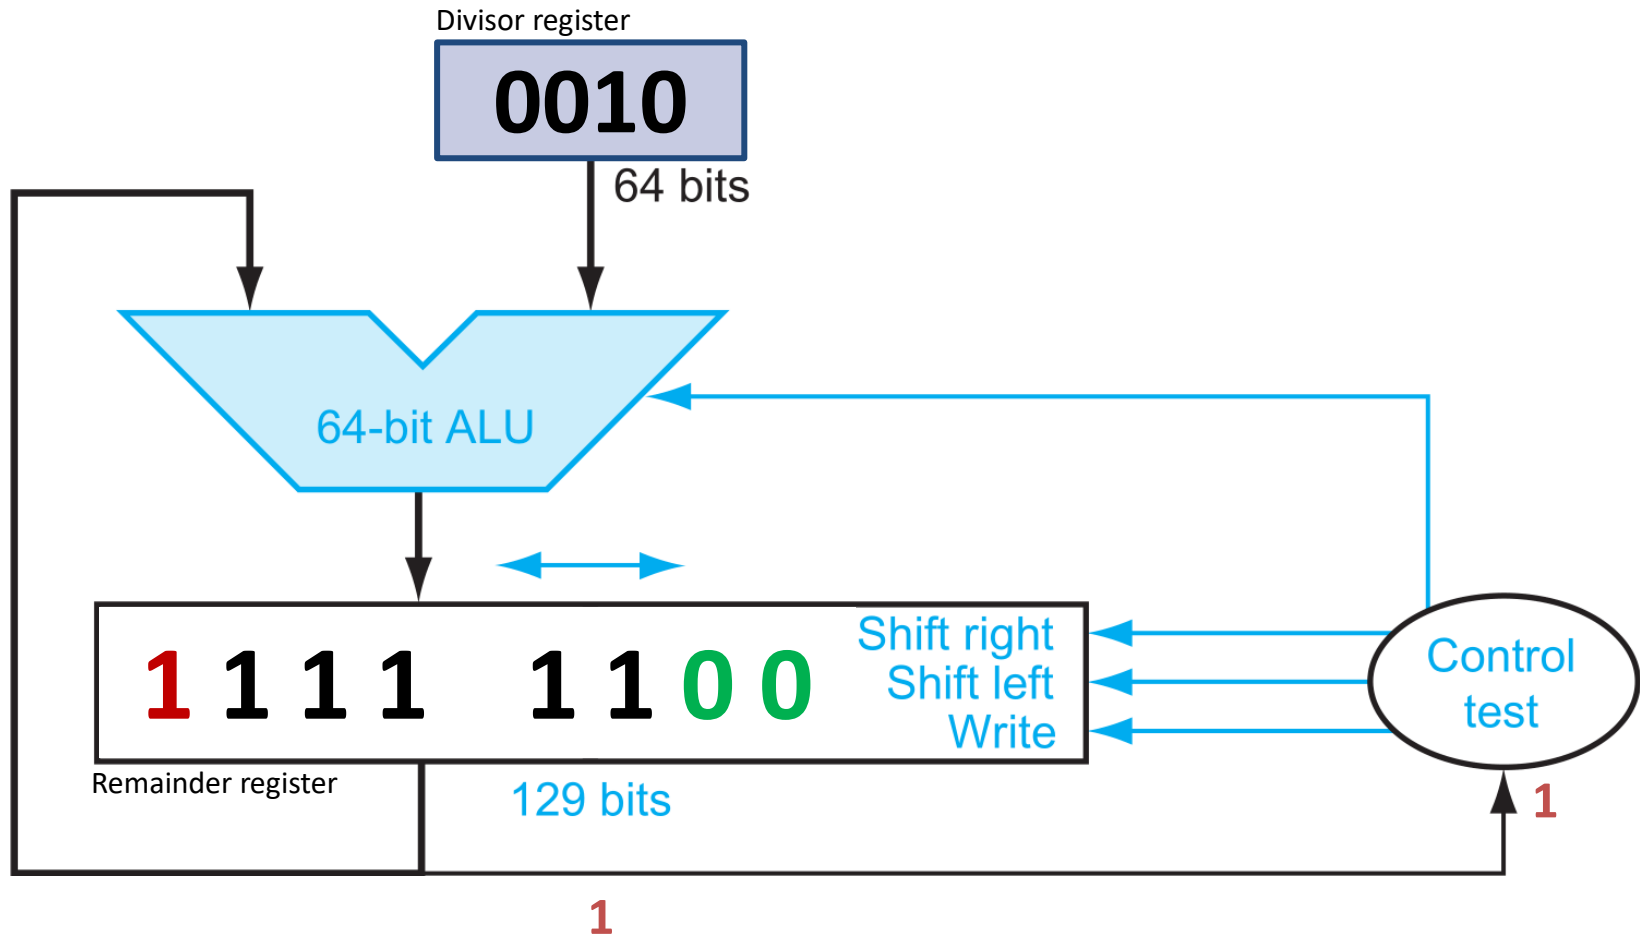 Divisor register
0010
64 bits
64-bit ALU
1 1 1 1 1 1 0 0
Shift right
Shift left
Write
Control
test
Remainder register
129 bits
1
1